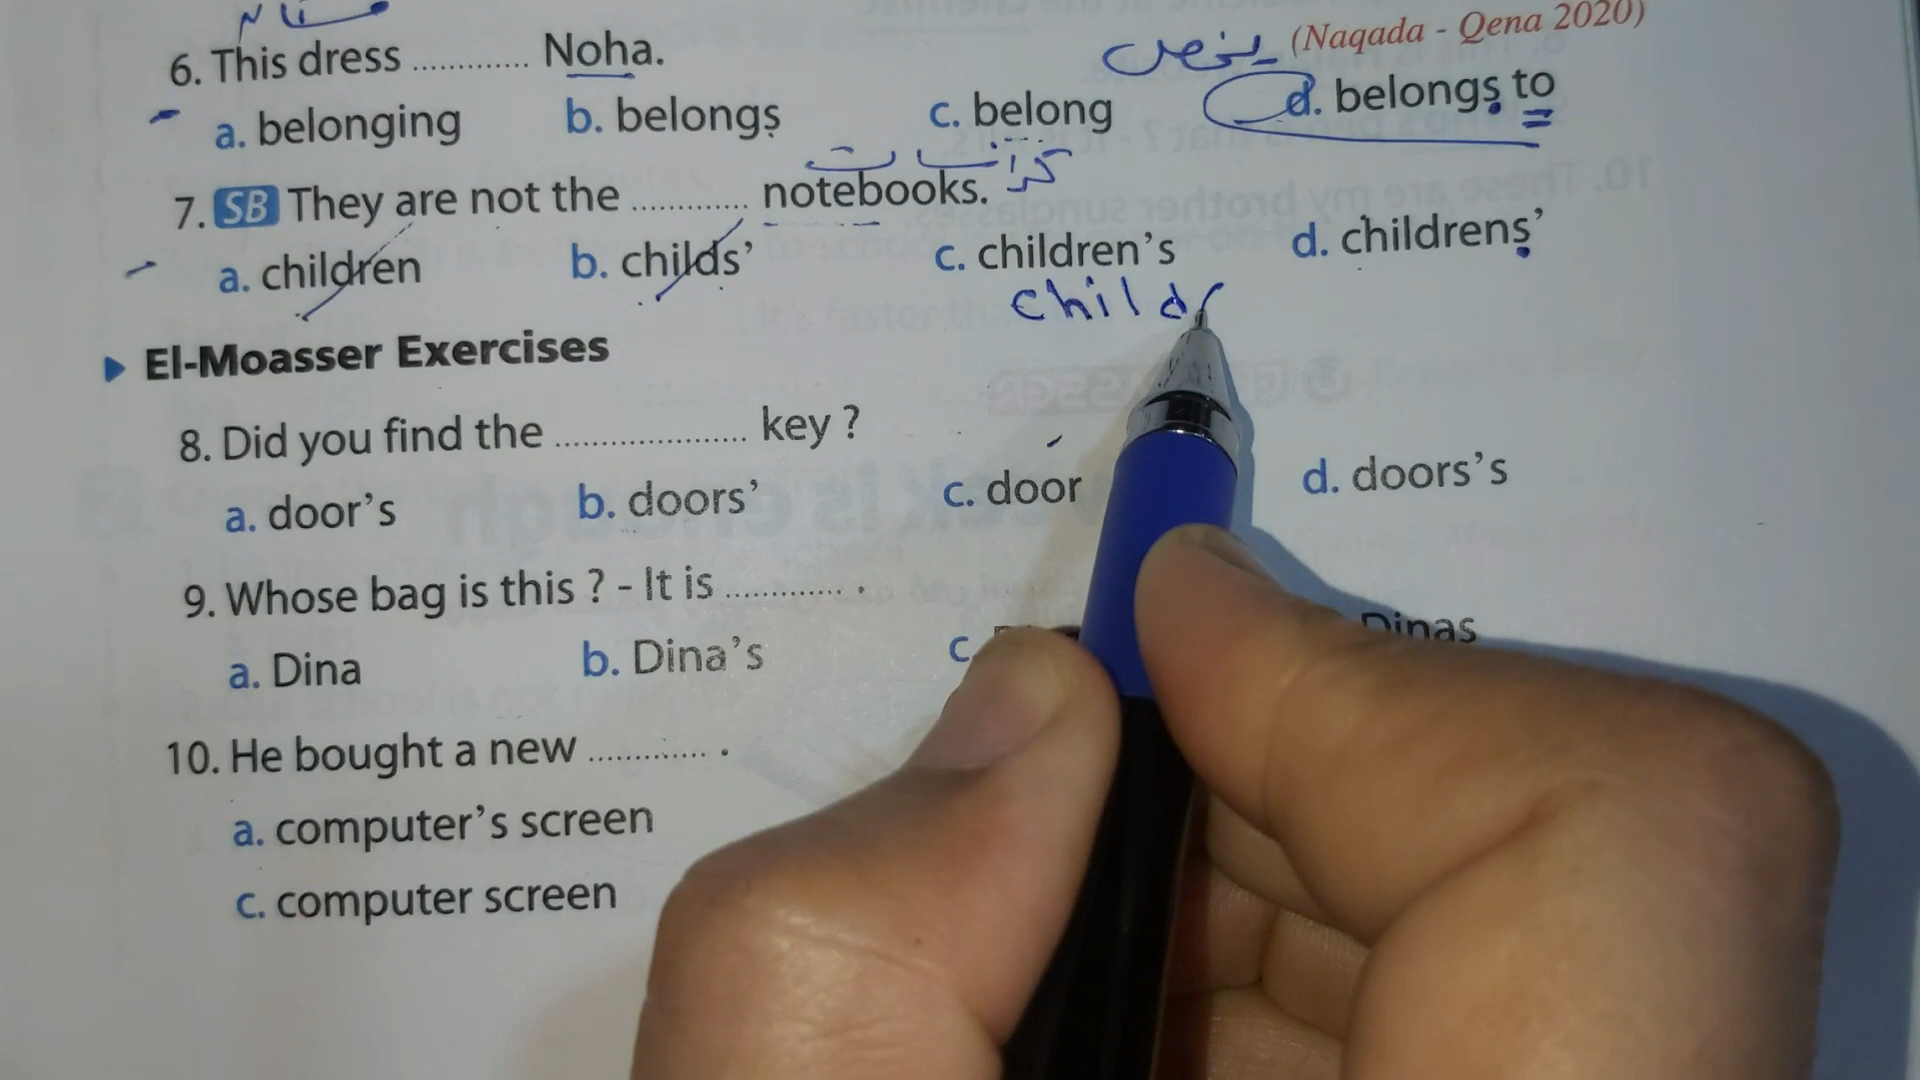 6. This dress ............ Noha.
(Naqada - Qena 2020)
a. belonging b. belongs c. belong d. belongs to
7. SB They are not the ............ notebooks.
a. children b. childs’ c. children’s d. childrens’
childr
El-Moasser Exercises
8. Did you find the .................... key ?
a. door’s b. doors’ c. door d. doors’s
9. Whose bag is this ? - It is ............ .
a. Dina b. Dina’s c. Dinas
10. He bought a new ............ .
a. computer’s screen
c. computer screen